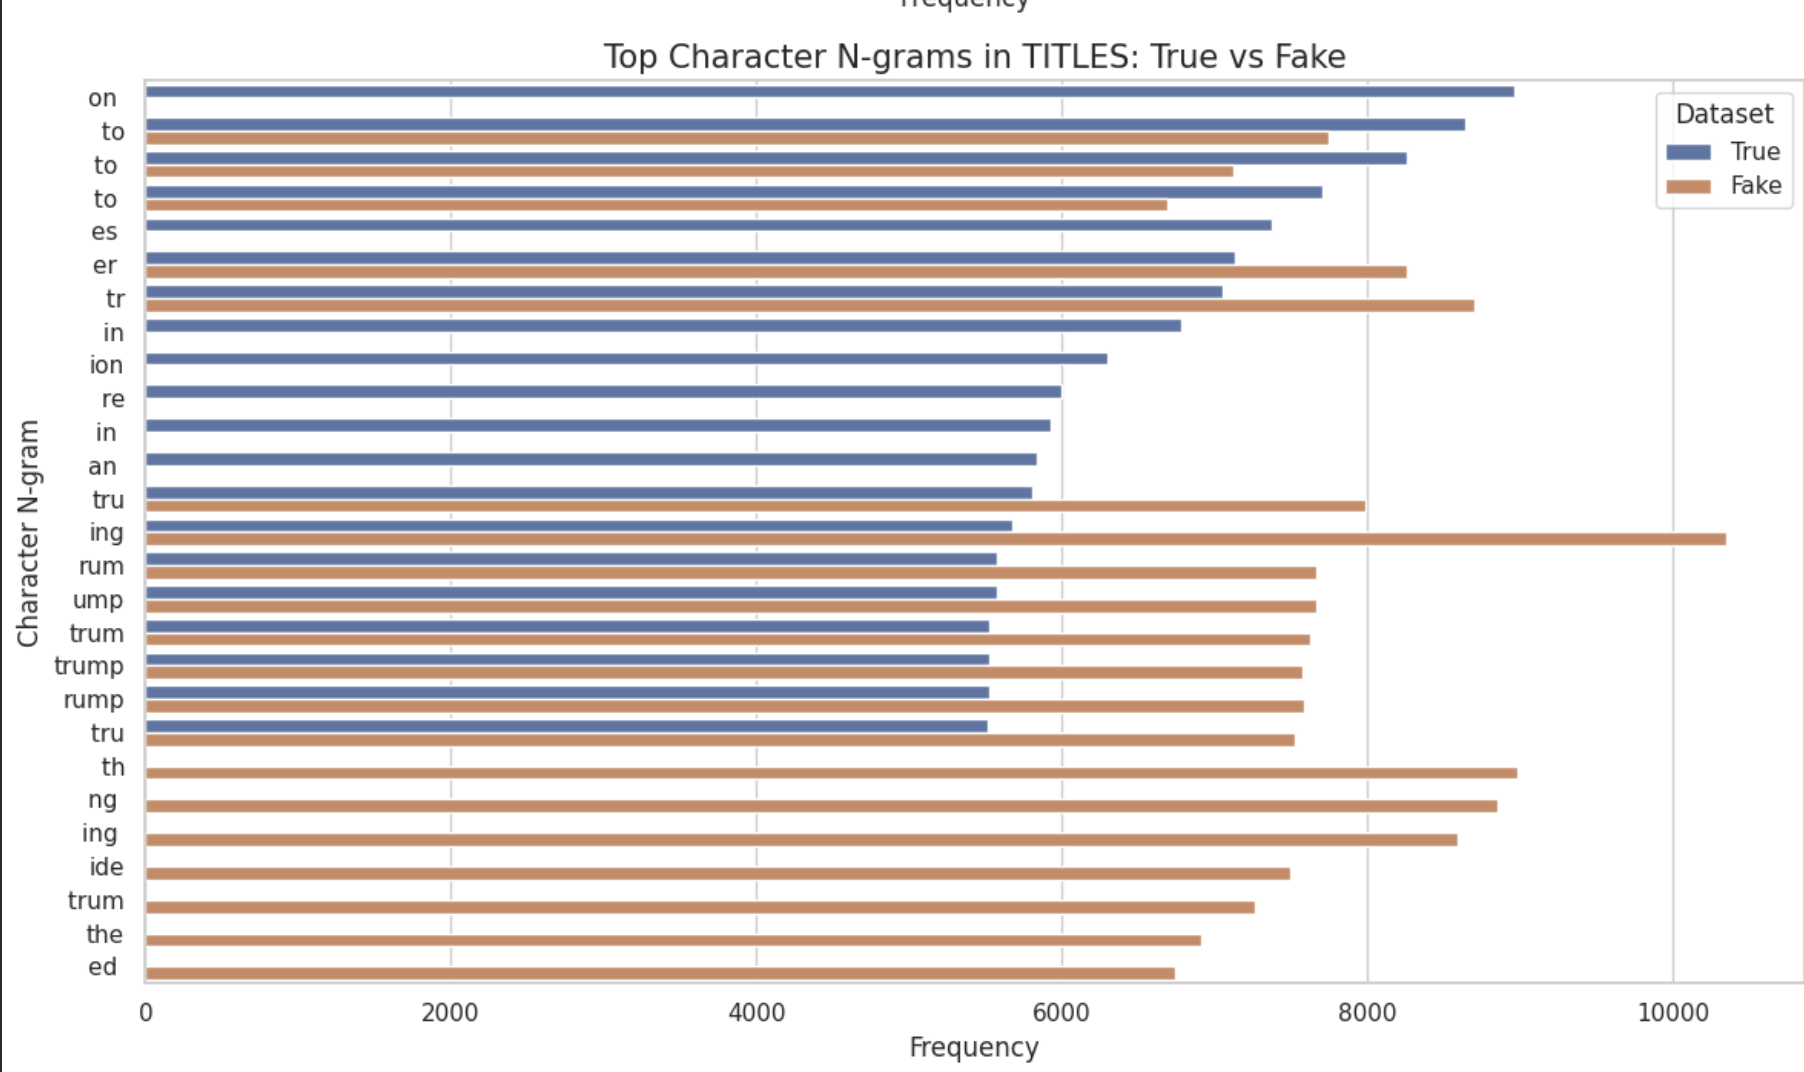 Frequency
Top Character N-grams in TITLES: True vs Fake
on
to
to
to
es
er
tr
in
ion
re
in
an
tru
ing
rum
ump
trum
trump
rump
tru
th
ng
ing
ide
trum
the
ed
Character N-gram
Dataset
True
Fake
0 2000 4000 6000 8000 10000
Frequency